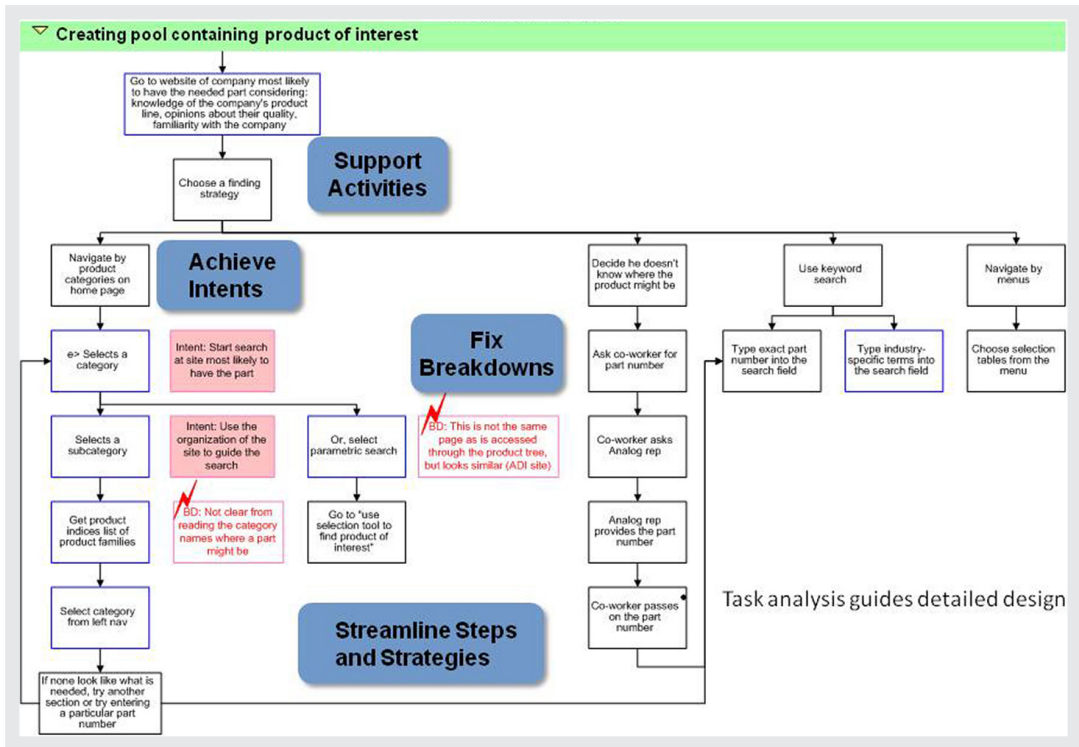 Creating pool containing product of interest
Go to website of company most likely
to have the needed part considering:
knowledge of the company's product
line, opinions about their quality,
familiarity with the company
Support
Activities
Choose a finding
strategy
Navigate by
product
categories on
home page
Achieve
Intents
Decide he doesn't
know where the
product might be
Use keyword
search
Navigate by
menus
e> Selects a
category
Intent: Start search
at site most likely to
have the part
Fix
Breakdowns
Ask co-worker for
part number
Type exact part
number into the
search field
Type industry-
specific terms into
the search field
Choose selection
tables from the
menu
Selects a
subcategory
Intent: Use the
organization of the
site to guide the
search
Or, select
parametric search
BD: This is not the same
page as is accessed
through the product tree,
but looks similar (ADI site)
Co-worker asks
Analog rep
Get product
indices list of
product families
BD: Not clear from
reading the category
names where a part
might be
Go to "use
selection tool to
find product of
interest"
Analog rep
provides the part
number
Select category
from left nav
Streamline Steps
and Strategies
Co-worker passes
on the part
number
Task analysis guides detailed design
If none look like what is
needed, try another
section or try entering
a particular part
number